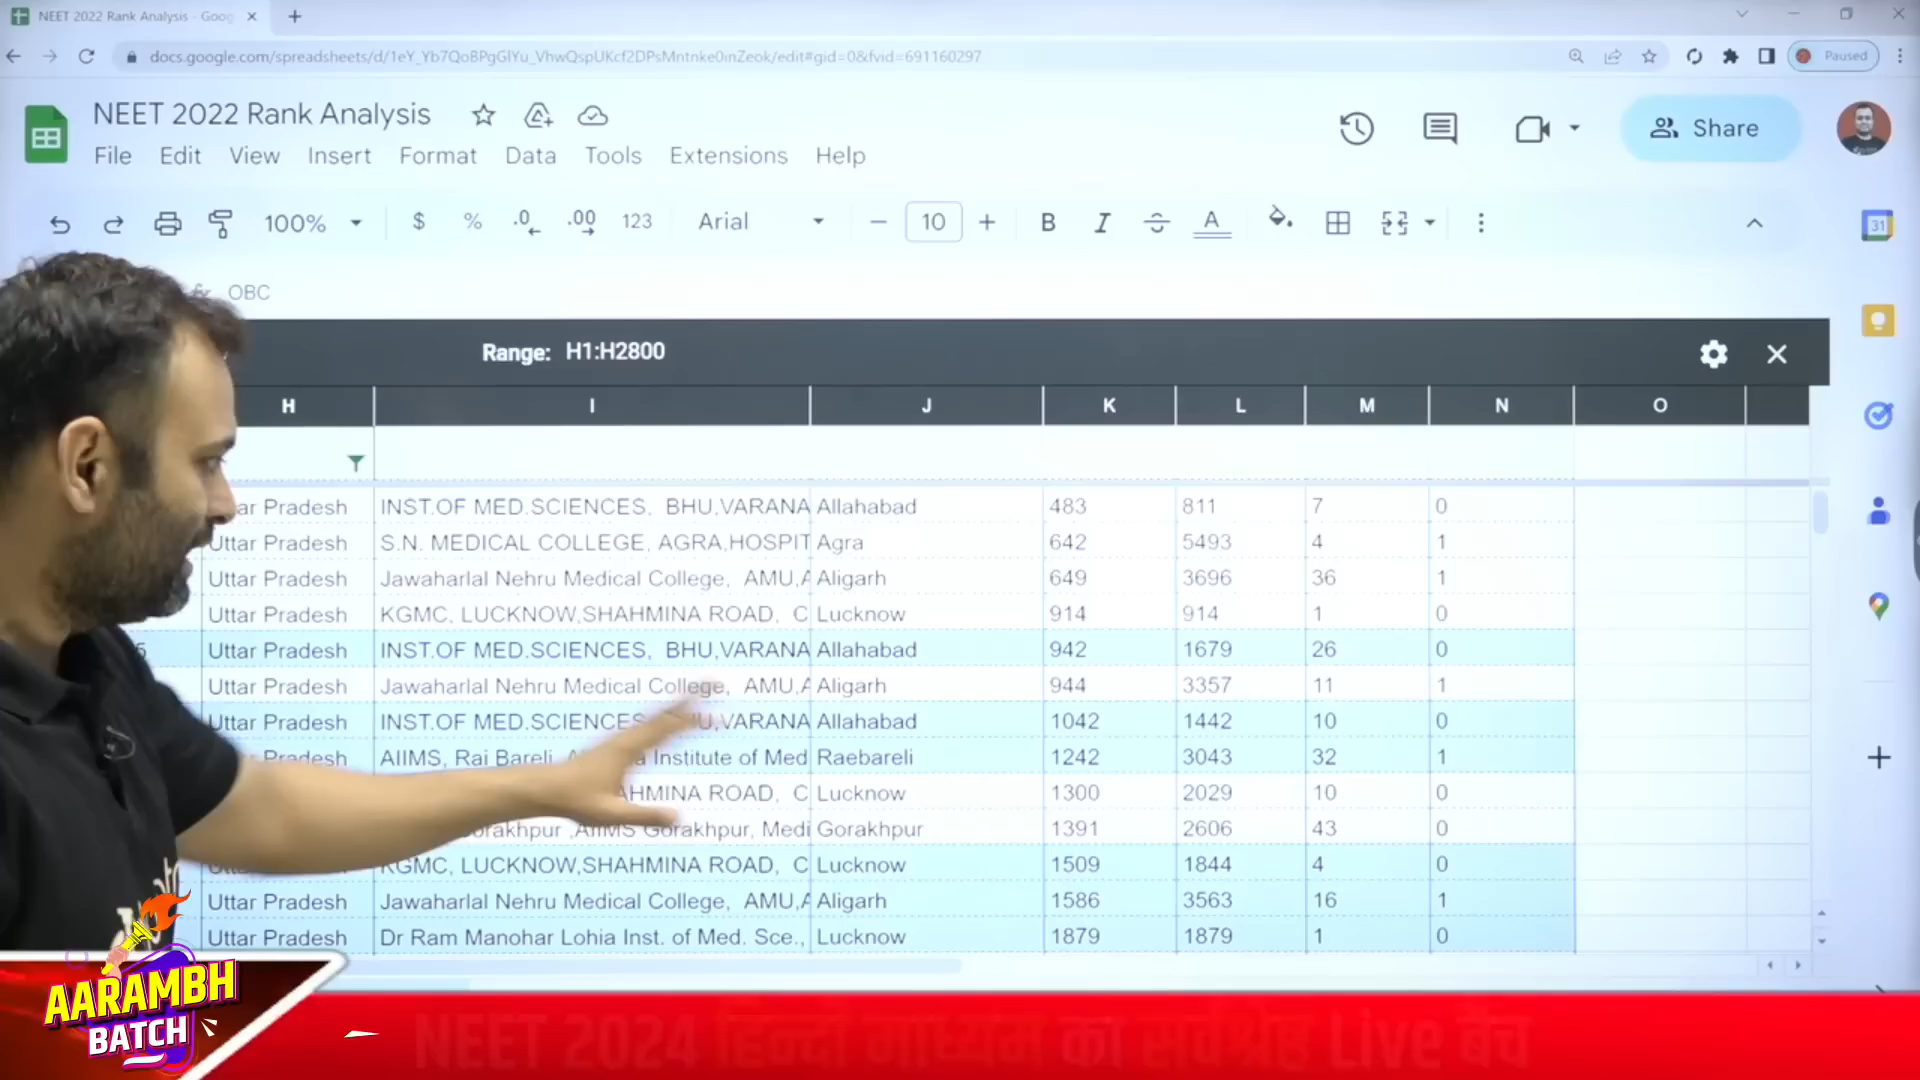 NEET 2022 Rank Analysis - Goog
docs.google.com/spreadsheets/d/1eY_Yb7QoBPgGlYu_VhwQspUKcf2DPsMntnke0inZeok/edit#gid=0&fvid=691160297
Paused
NEET 2022 Rank Analysis
File Edit View Insert Format Data Tools Extensions Help
Share
100% $ % .0 .00 123 Arial 10 B I A
31
fx OBC
Range: H1:H2800
H I J K L M N O
ar Pradesh INST.OF MED.SCIENCES, BHU,VARANA Allahabad 483 811 7 0
Uttar Pradesh S.N. MEDICAL COLLEGE, AGRA,HOSPIT Agra 642 5493 4 1
Uttar Pradesh Jawaharlal Nehru Medical College, AMU,A Aligarh 649 3696 36 1
Uttar Pradesh KGMC, LUCKNOW,SHAHMINA ROAD, C Lucknow 914 914 1 0
Uttar Pradesh INST.OF MED.SCIENCES, BHU,VARANA Allahabad 942 1679 26 0
Uttar Pradesh Jawaharlal Nehru Medical College, AMU,A Aligarh 944 3357 11 1
Uttar Pradesh INST.OF MED.SCIENCES BHU,VARANA Allahabad 1042 1442 10 0
Pradesh AIIMS, Rai Bareli, Institute of Med Raebareli 1242 3043 32 1
AHMINA ROAD, C Lucknow 1300 2029 10 0
orakhpur ,AIIMS Gorakhpur, Medi Gorakhpur 1391 2606 43 0
KGMC, LUCKNOW,SHAHMINA ROAD, C Lucknow 1509 1844 4 0
Uttar Pradesh Jawaharlal Nehru Medical College, AMU,A Aligarh 1586 3563 16 1
Uttar Pradesh Dr Ram Manohar Lohia Inst. of Med. Sce., Lucknow 1879 1879 1 0
AARAMBH
BATCH
NEET 2024 हिन्दी माध्यम का सर्वश्रेष्ठ Live बैच